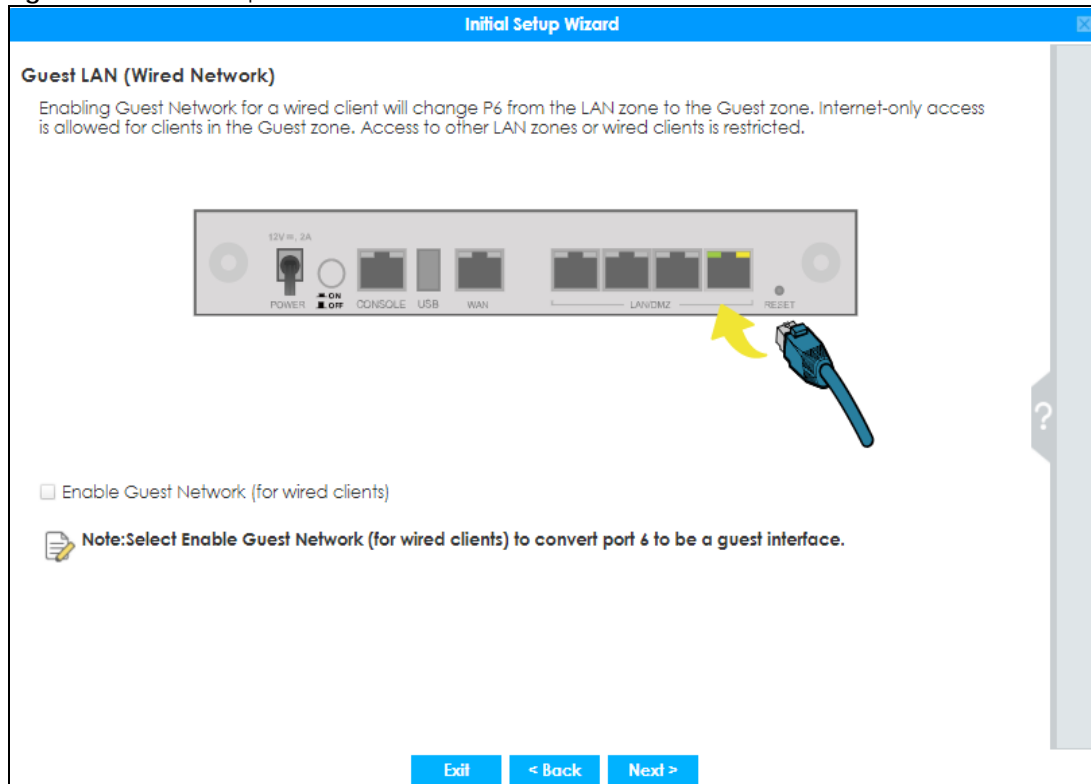 Initial Setup Wizard
Guest LAN (Wired Network)
Enabling Guest Network for a wired client will change P6 from the LAN zone to the Guest zone. Internet-only access
is allowed for clients in the Guest zone. Access to other LAN zones or wired clients is restricted.
12V⎓, 2A
ON
OFF
POWER
CONSOLE
USB
WAN
LAN/DMZ
RESET
?
Enable Guest Network (for wired clients)
Note:Select Enable Guest Network (for wired clients) to convert port 6 to be a guest interface.
Exit
< Back
Next >